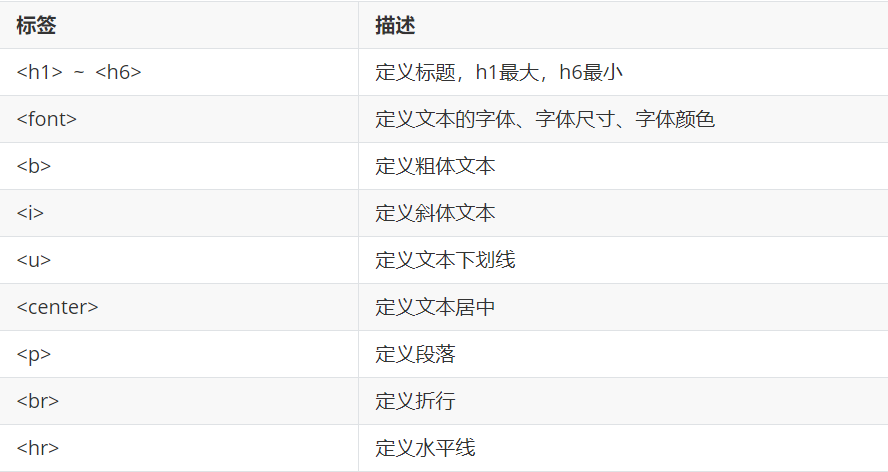 标签 描述
<h1> ~ <h6> 定义标题，h1最大，h6最小
<font> 定义文本的字体、字体尺寸、字体颜色
<b> 定义粗体文本
<i> 定义斜体文本
<u> 定义文本下划线
<center> 定义文本居中
<p> 定义段落
<br> 定义折行
<hr> 定义水平线